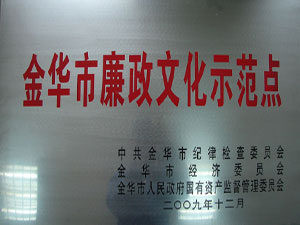 金华市廉政文化示范点
中共金华市纪律检查委员会
金华市经济委员会
金华市人民政府国有资产监督管理委员会
二〇〇九年十二月